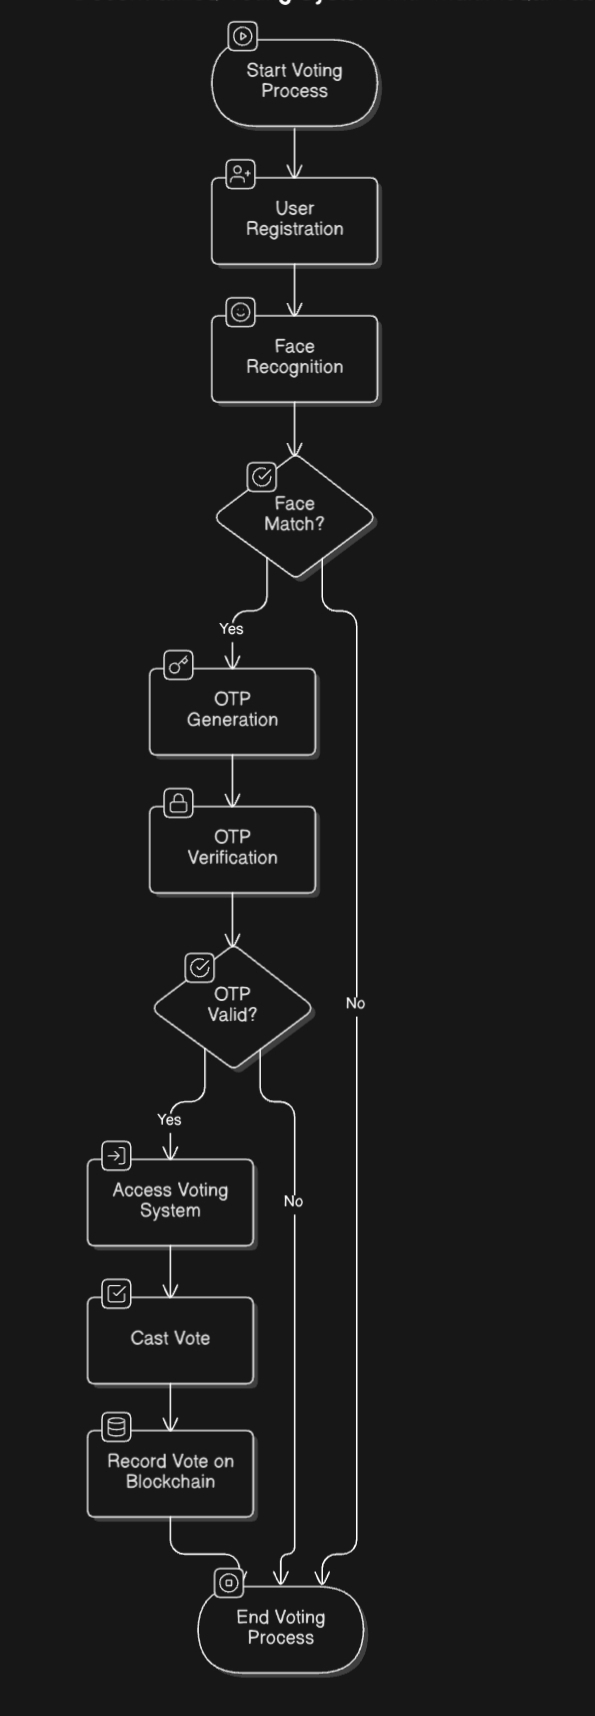 Start Voting
Process
User
Registration
Face
Recognition
Face
Match?
Yes
OTP
Generation
OTP
Verification
OTP
Valid?
No
Yes
Access Voting
System
No
Cast Vote
Record Vote on
Blockchain
End Voting
Process